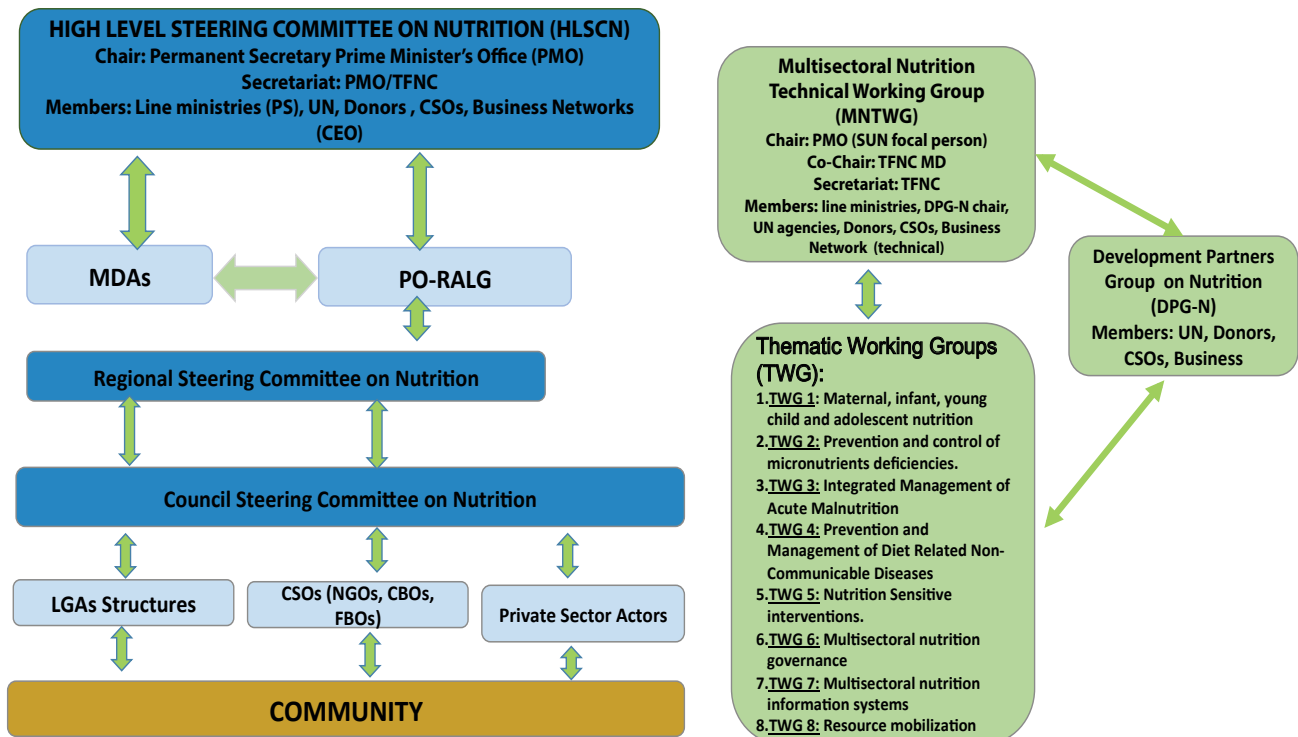 HIGH LEVEL STEERING COMMITTEE ON NUTRITION (HLSCN)
Chair: Permanent Secretary Prime Minister's Office (PMO)
Secretariat: PMO/TFNC
Members: Line ministries (PS), UN, Donors , CSOs, Business Networks
(CEO)
MDAs
PO-RALG
Regional Steering Committee on Nutrition
Council Steering Committee on Nutrition
LGAs Structures
CSOs (NGOs, CBOs,
FBOs)
Private Sector Actors
COMMUNITY
Multisectoral Nutrition
Technical Working Group
(MNTWG)
Chair: PMO (SUN focal person)
Co-Chair: TFNC MD
Secretariat: TFNC
Members: line ministries, DPG-N chair,
UN agencies, Donors, CSOs, Business
Network (technical)
Thematic Working Groups
(TWG):
1.TWG 1: Maternal, infant, young
child and adolescent nutrition
2.TWG 2: Prevention and control of
micronutrients deficiencies.
3.TWG 3: Integrated Management of
Acute Malnutrition
4.TWG 4: Prevention and
Management of Diet Related Non-
Communicable Diseases
5.TWG 5: Nutrition Sensitive
interventions.
6.TWG 6: Multisectoral nutrition
governance
7.TWG 7: Multisectoral nutrition
information systems
8.TWG 8: Resource mobilization
Development Partners
Group on Nutrition
(DPG-N)
Members: UN, Donors,
CSOs, Business